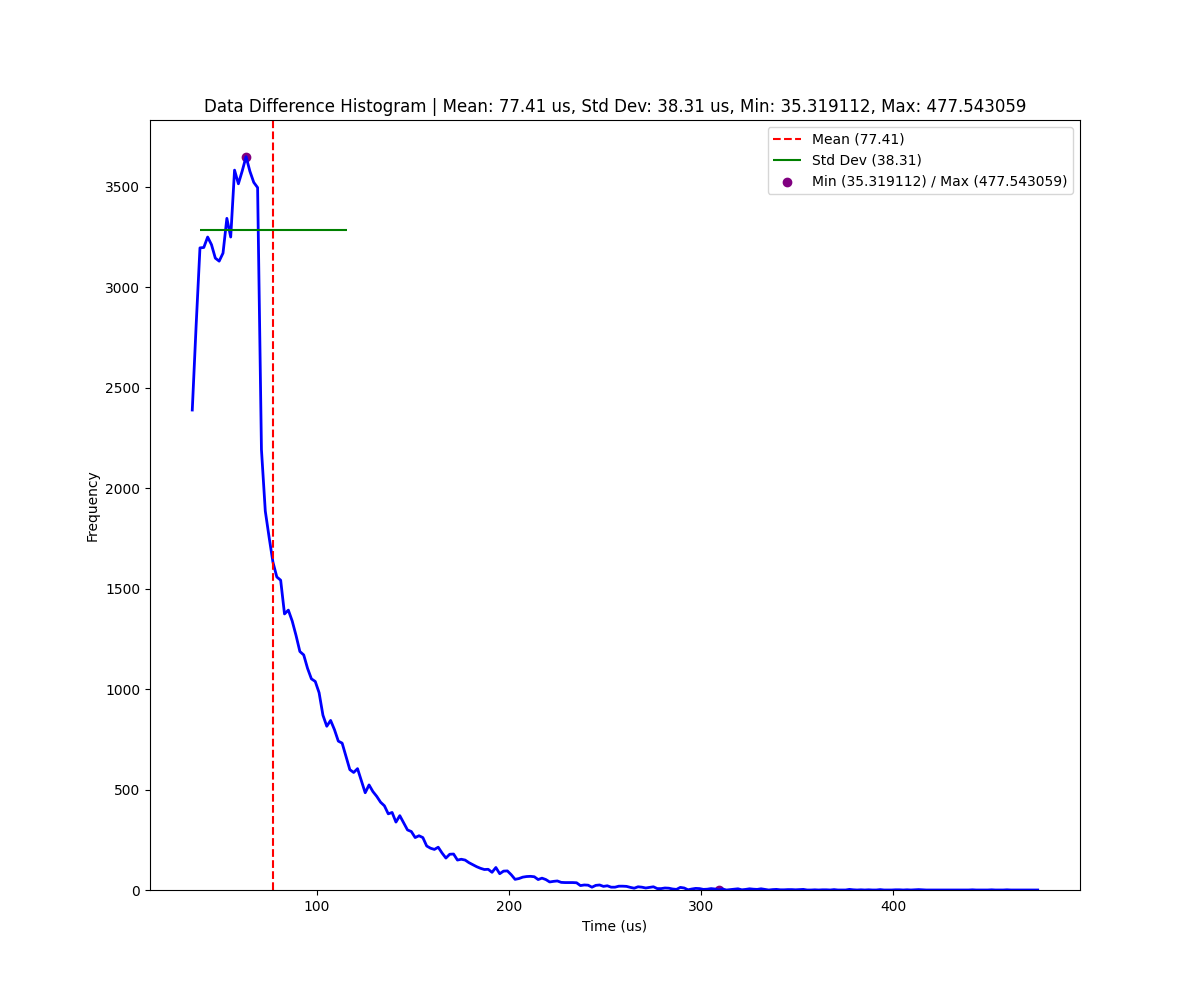 Data Difference Histogram | Mean: 77.41 us, Std Dev: 38.31 us, Min: 35.319112, Max: 477.543059
Mean (77.41)
Std Dev (38.31)
Min (35.319112) / Max (477.543059)
3500
3000
2500
2000
1500
1000
500
0
Frequency
100 200 300 400
Time (us)